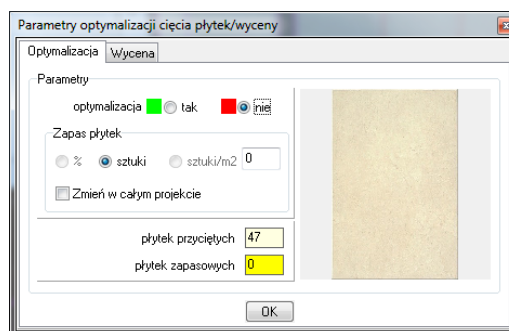 Parametry optymalizacji cięcia płytek/wyceny
Optymalizacja Wycena
Parametry
optymalizacja tak nie
Zapas płytek
% sztuki sztuki/m2 0
Zmień w całym projekcie
płytek przyciętych 47
płytek zapasowych 0
OK